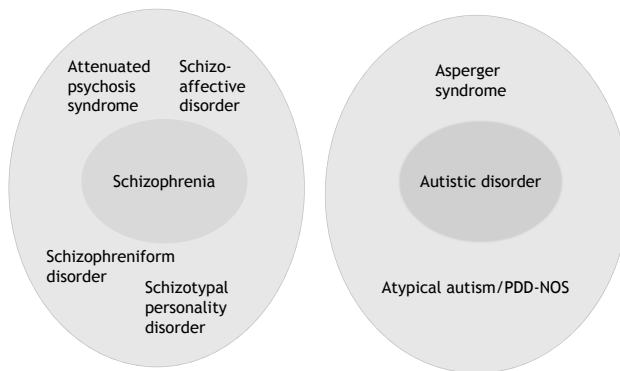 Attenuated
psychosis
syndrome
Schizo-
affective
disorder
Schizophrenia
Schizophreniform
disorder
Schizotypal
personality
disorder
Asperger
syndrome
Autistic disorder
Atypical autism/PDD-NOS